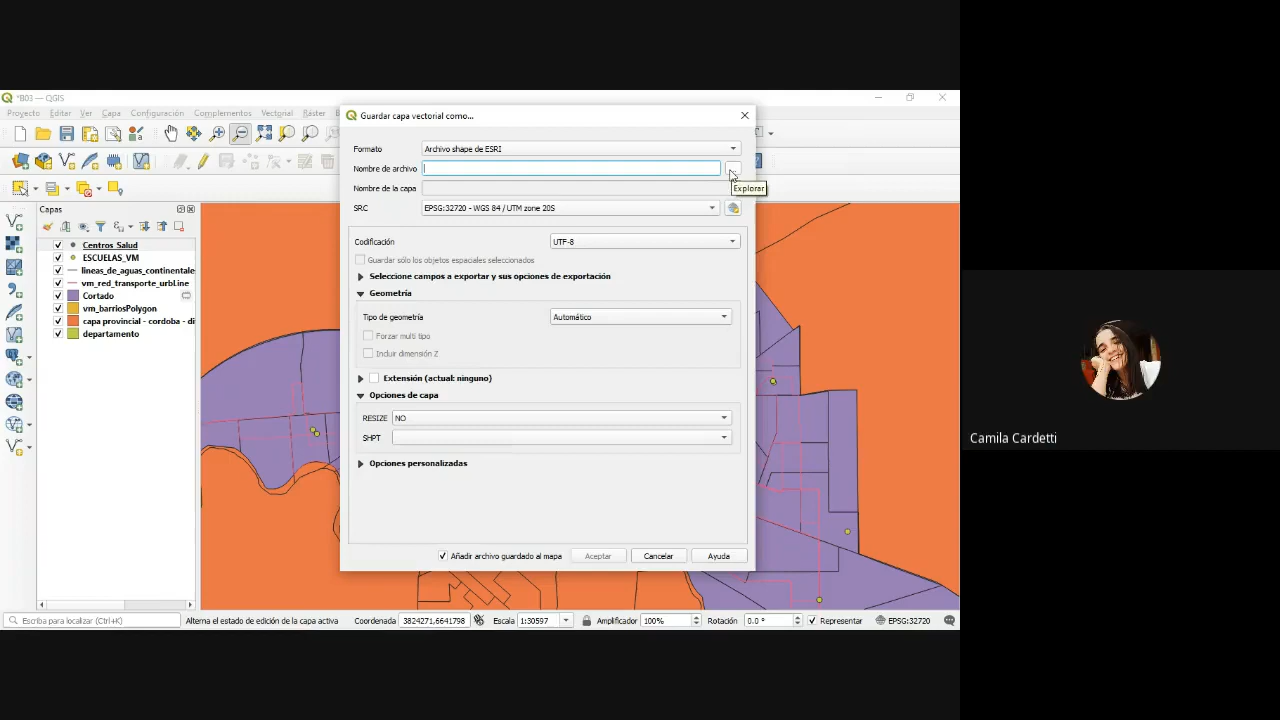 *B03 — QGIS
Proyecto Editar Ver Capa Configuración Complementos Vectorial Ráster
Guardar capa vectorial como...
Formato Archivo shape de ESRI
Nombre de archivo
...
Explorar
Nombre de la capa
SRC EPSG:32720 - WGS 84 / UTM zone 20S
Codificación UTF-8
Guardar sólo los objetos espaciales seleccionados
Seleccione campos a exportar y sus opciones de exportación
Geometría
Tipo de geometría Automático
Forzar multi tipo
Incluir dimensión Z
Extensión (actual: ninguno)
Opciones de capa
RESIZE NO
SHPT
Opciones personalizadas
Añadir archivo guardado al mapa Aceptar Cancelar Ayuda
Capas
Centros_Salud
ESCUELAS_VM
lineas_de_aguas_continentale
vm_red_transporte_urbLine
Cortado
vm_barriosPolygon
capa provincial - cordoba - di
departamento
Escriba para localizar (Ctrl+K) Alterna el estado de edición de la capa activa Coordenada 3824271,6641798 Escala 1:30597 Amplificador 100% Rotación 0.0 ° Representar EPSG:32720
Camila Cardetti